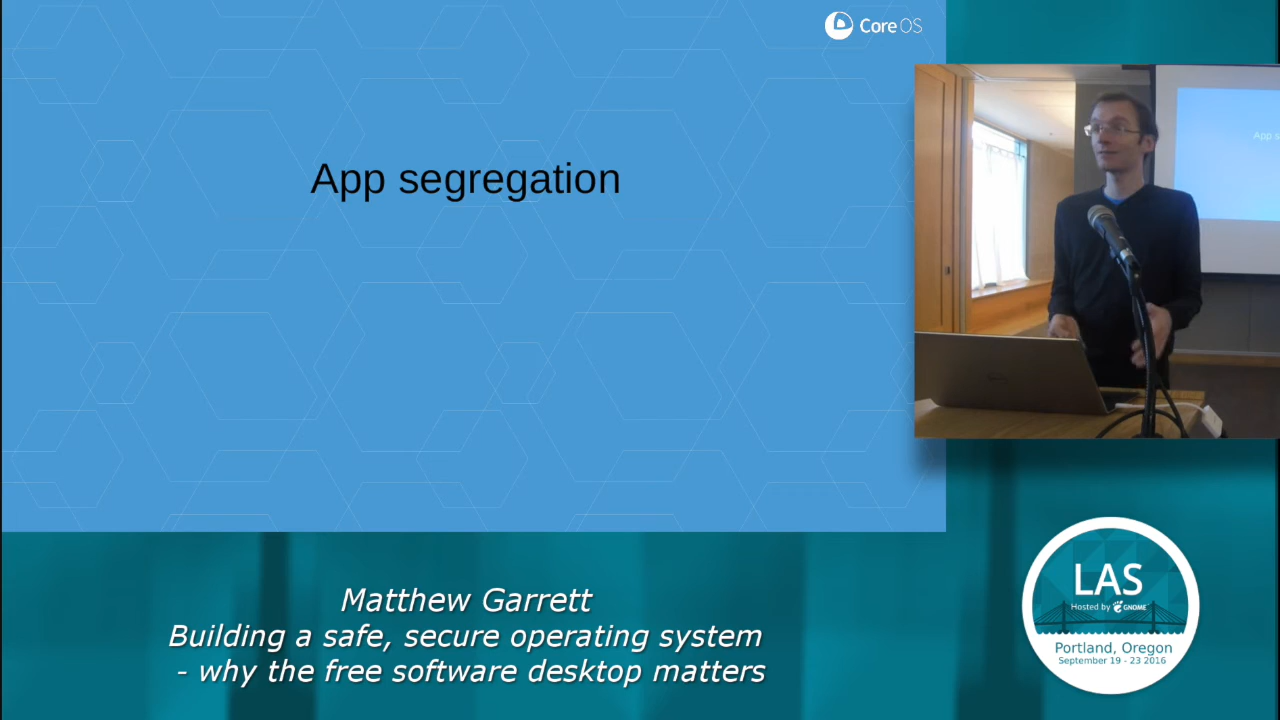 CoreOS
App segregation
App s
Matthew Garrett
Building a safe, secure operating system
- why the free software desktop matters
LAS
Hosted by GNOME
Portland, Oregon
September 19 - 23 2016